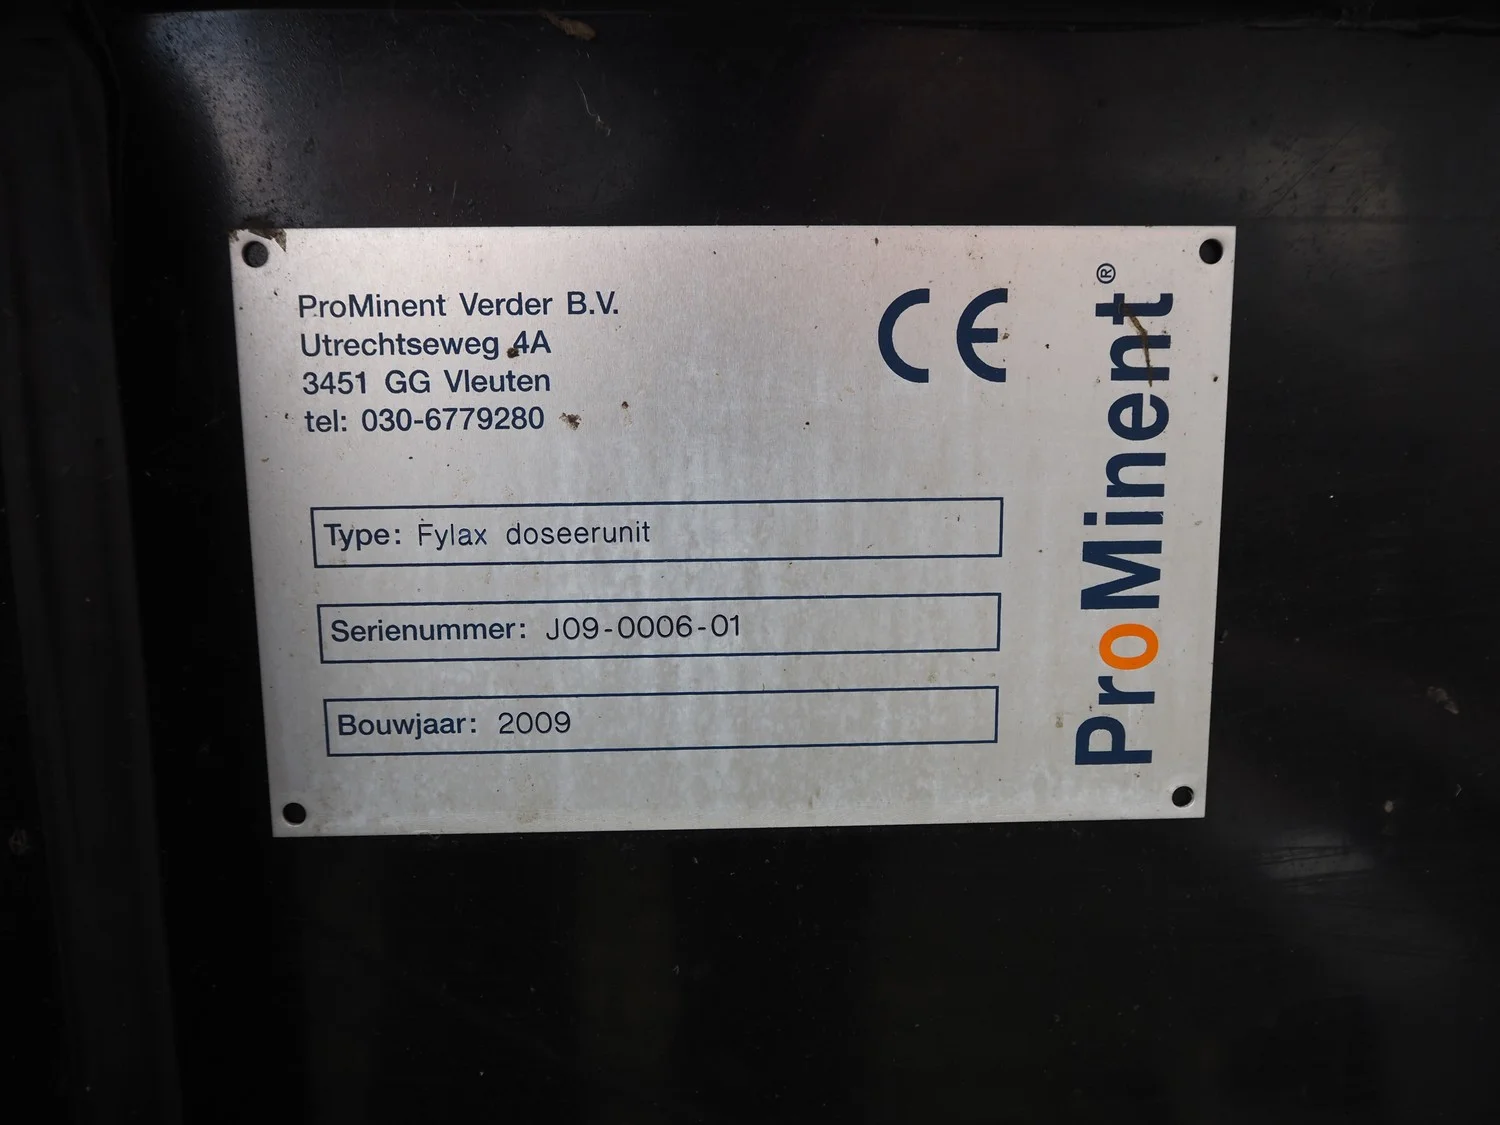 ProMinent Verder B.V.
Utrechtseweg 4A
3451 GG Vleuten
tel: 030-6779280
CE
ProMinent®
Type: Fylax doseerunit
Serienummer: J09-0006-01
Bouwjaar: 2009